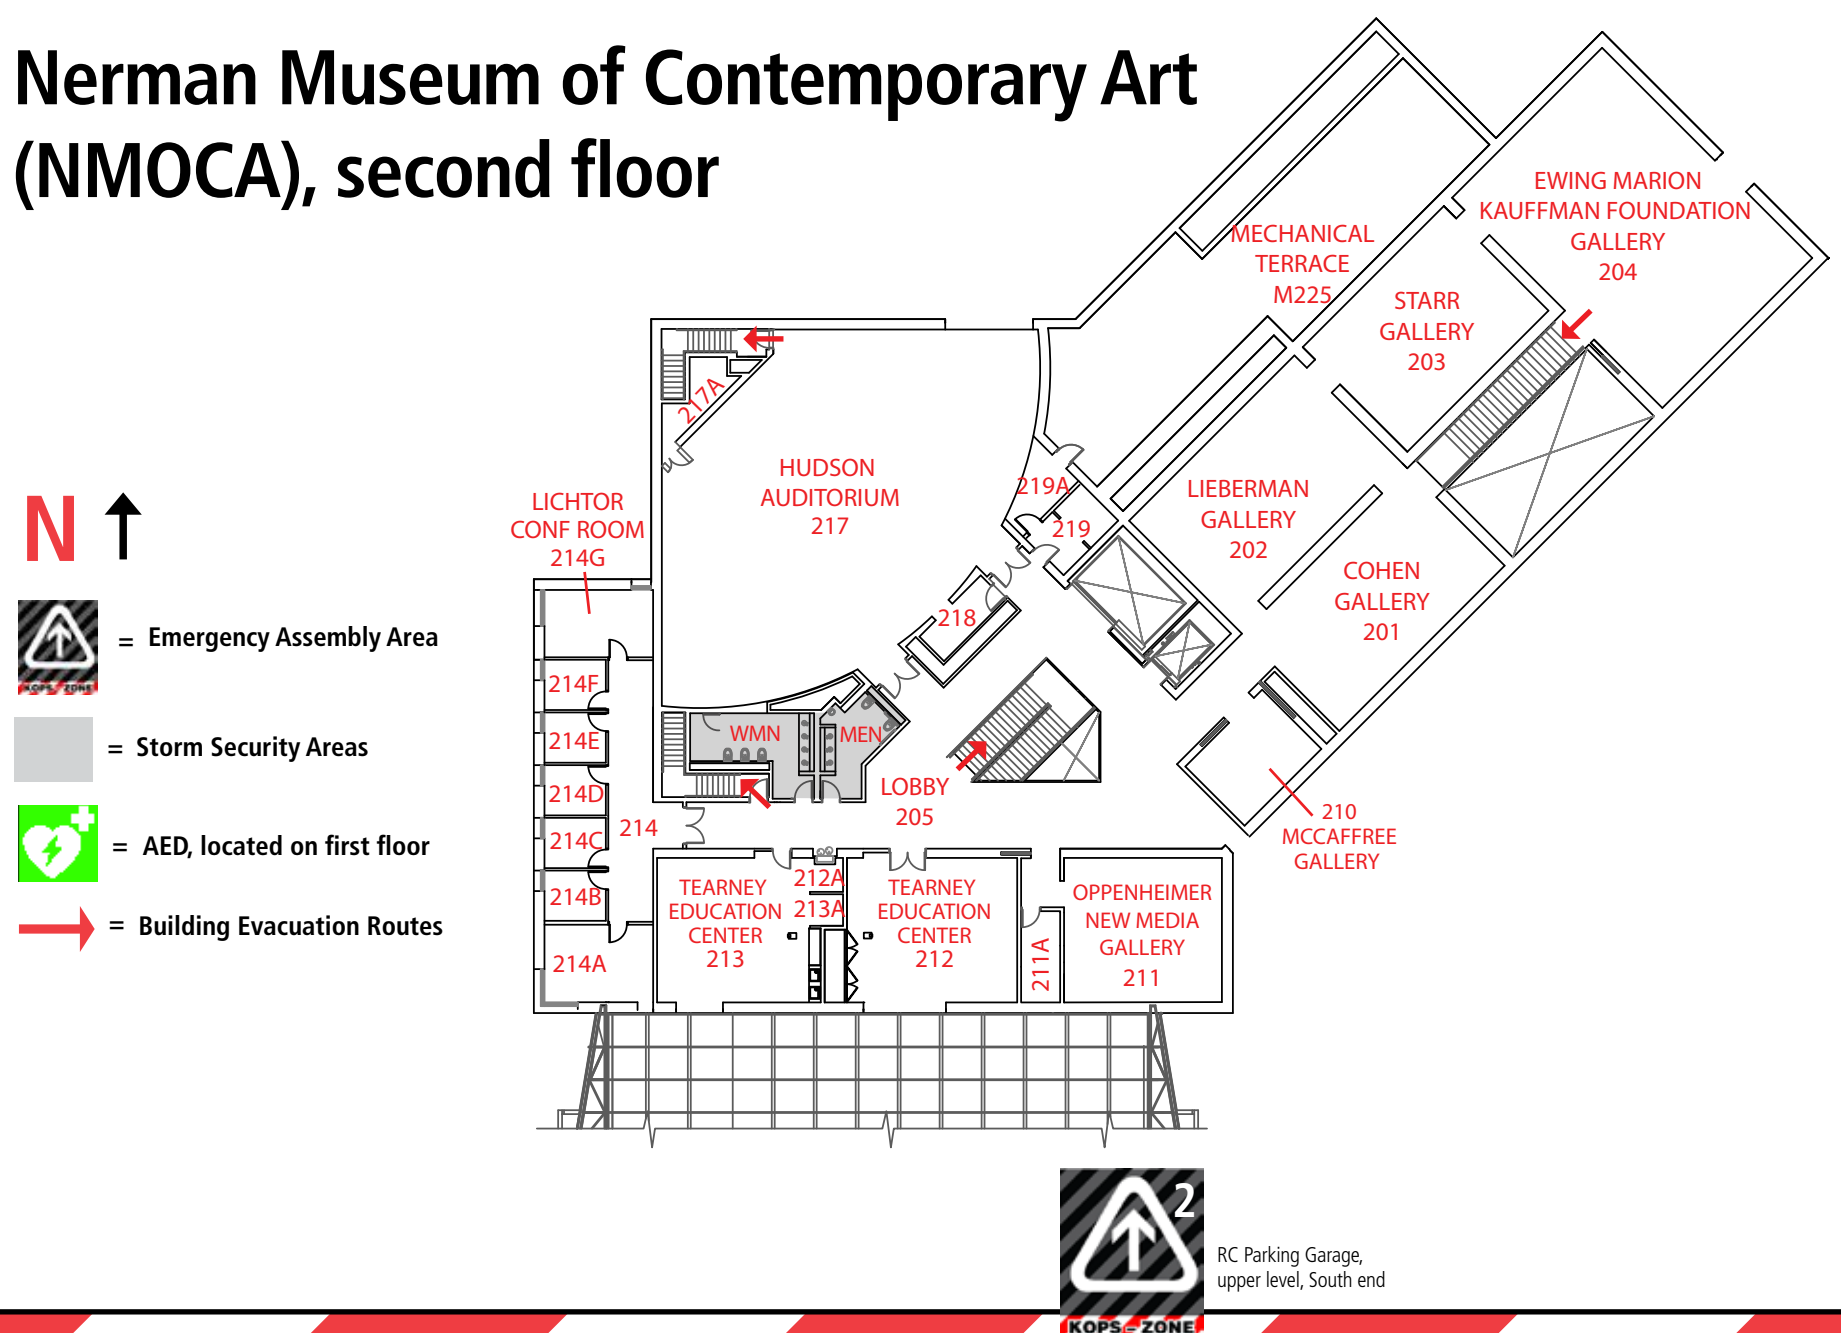 Nerman Museum of Contemporary Art
(NMOCA), second floor
EWING MARION
KAUFFMAN FOUNDATION
GALLERY
204
MECHANICAL
TERRACE
M225
STARR
GALLERY
203
217A
HUDSON
AUDITORIUM
217
219A
219
LIEBERMAN
GALLERY
202
COHEN
GALLERY
201
LICHTOR
CONF ROOM
214G
218
214F
214E
214D
214C
214B
214A
214
WMN
MEN
LOBBY
205
210
MCCAFFREE
GALLERY
TEARNEY
EDUCATION
CENTER
213
212A
213A
TEARNEY
EDUCATION
CENTER
212
211A
OPPENHEIMER
NEW MEDIA
GALLERY
211
N
= Emergency Assembly Area
KOPS - ZONE
= Storm Security Areas
= AED, located on first floor
= Building Evacuation Routes
2
RC Parking Garage,
upper level, South end
KOPS – ZONE